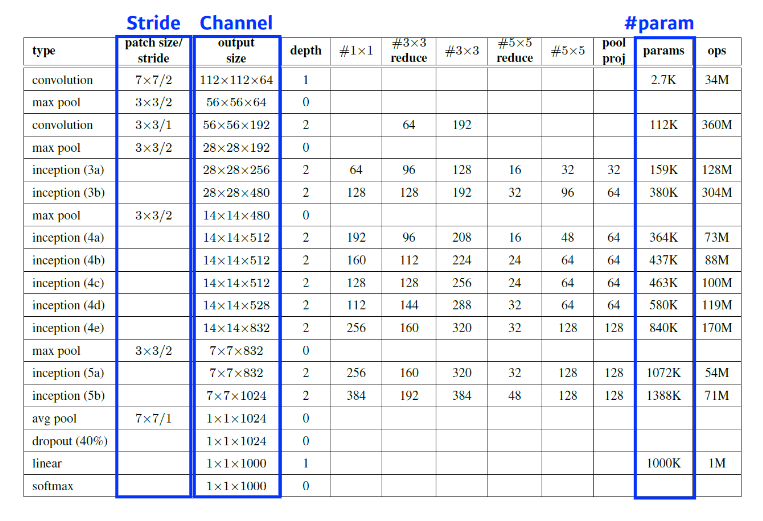 Stride Channel #param
type patch size/ stride output size depth #1×1 #3×3 reduce #3×3 #5×5 reduce #5×5 pool proj params ops
convolution 7×7/2 112×112×64 1 2.7K 34M
max pool 3×3/2 56×56×64 0
convolution 3×3/1 56×56×192 2 64 192 112K 360M
max pool 3×3/2 28×28×192 0
inception (3a) 28×28×256 2 64 96 128 16 32 32 159K 128M
inception (3b) 28×28×480 2 128 128 192 32 96 64 380K 304M
max pool 3×3/2 14×14×480 0
inception (4a) 14×14×512 2 192 96 208 16 48 64 364K 73M
inception (4b) 14×14×512 2 160 112 224 24 64 64 437K 88M
inception (4c) 14×14×512 2 128 128 256 24 64 64 463K 100M
inception (4d) 14×14×528 2 112 144 288 32 64 64 580K 119M
inception (4e) 14×14×832 2 256 160 320 32 128 128 840K 170M
max pool 3×3/2 7×7×832 0
inception (5a) 7×7×832 2 256 160 320 32 128 128 1072K 54M
inception (5b) 7×7×1024 2 384 192 384 48 128 128 1388K 71M
avg pool 7×7/1 1×1×1024 0
dropout (40%) 1×1×1024 0
linear 1×1×1000 1 1000K 1M
softmax 1×1×1000 0